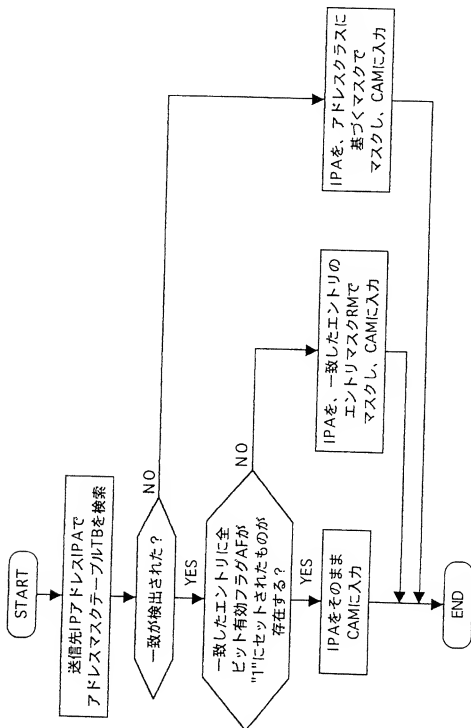 START
送信先IPアドレスIPAで
アドレスマスクテーブルTBを検索
一致が検出された?
NO
YES
一致したエントリに全
ビット有効フラグAFが
"1"にセットされたものが
存在する?
NO
YES
IPAをそのまま
CAMに入力
IPAを、一致したエントリの
エントリマスクRMで
マスクし、CAMに入力
IPAを、アドレスクラスに
基づくマスクで
マスクし、CAMに入力
END